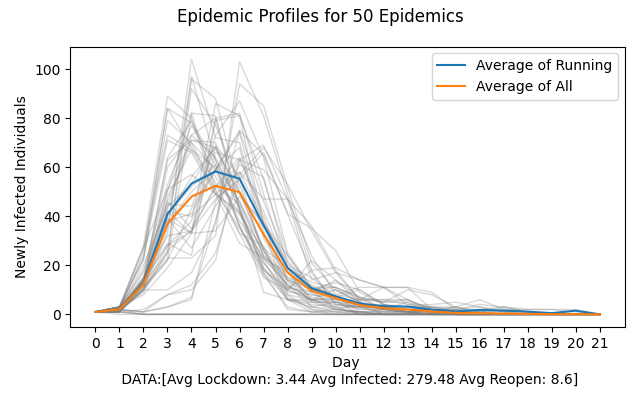 Epidemic Profiles for 50 Epidemics
Newly Infected Individuals
100
80
60
40
20
0
Average of Running
Average of All
0 1 2 3 4 5 6 7 8 9 10 11 12 13 14 15 16 17 18 19 20 21
Day
DATA:[Avg Lockdown: 3.44 Avg Infected: 279.48 Avg Reopen: 8.6]